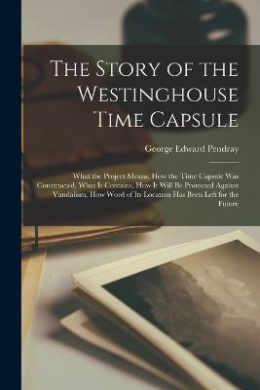 The Story of the
Westinghouse
Time Capsule
George Edward Pendray
What the Project Means, How the Time Capsule Was
Constructed, What It Contains, How It Will Be Protected Against
Vandalism, How Word of Its Location Has Been Left for the
Future